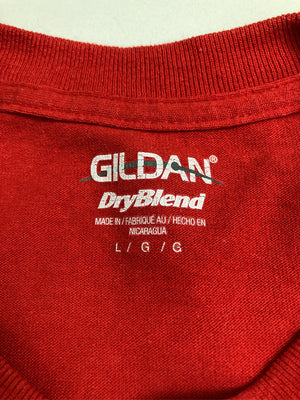 GILDAN®
DryBlend
MADE IN / FABRIQUÉ AU / HECHO EN
NICARAGUA
L / G / G